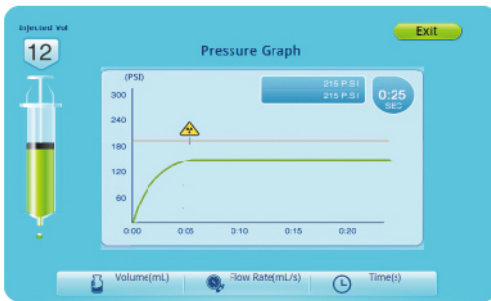 Injected Vol
Exit
12
Pressure Graph
(PSI)
215 P.S.I
215 P.S.I
0:25
SEC
300
240
180
120
60
0:00
0:05
0:10
0:15
0:20
Volume(mL)
Flow Rate(mL/s)
Time(s)